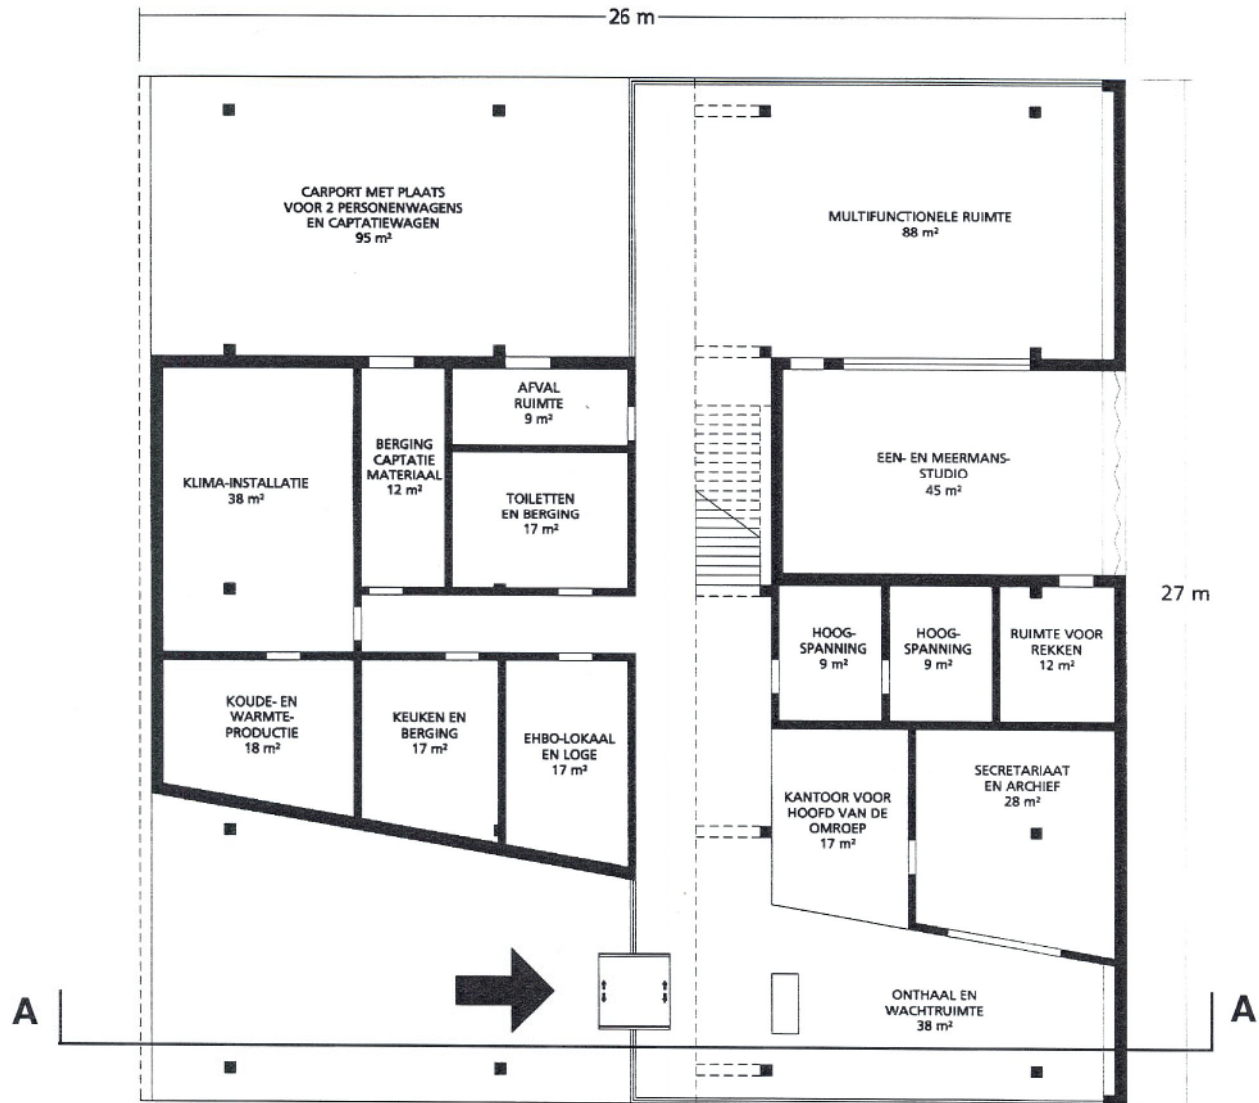 26 m
CARPORT MET PLAATS
VOOR 2 PERSONENWAGENS
EN CAPTATIEWAGEN
95 m²
MULTIFUNCTIONELE RUIMTE
88 m²
AFVAL
RUIMTE
9 m²
BERGING
CAPTATIE
MATERIAAL
12 m²
KLIMA-INSTALLATIE
38 m²
TOILETTEN
EN BERGING
17 m²
EEN- EN MEERMANS-
STUDIO
45 m²
27 m
HOOG-
SPANNING
9 m²
HOOG-
SPANNING
9 m²
RUIMTE VOOR
REKKEN
12 m²
KOUDE- EN
WARMTE-
PRODUCTIE
18 m²
KEUKEN EN
BERGING
17 m²
EHBO-LOKAAL
EN LOGE
17 m²
KANTOOR VOOR
HOOFD VAN DE
OMROEP
17 m²
SECRETARIAAT
EN ARCHIEF
28 m²
ONTHAAL EN
WACHTRUIMTE
38 m²
A
A